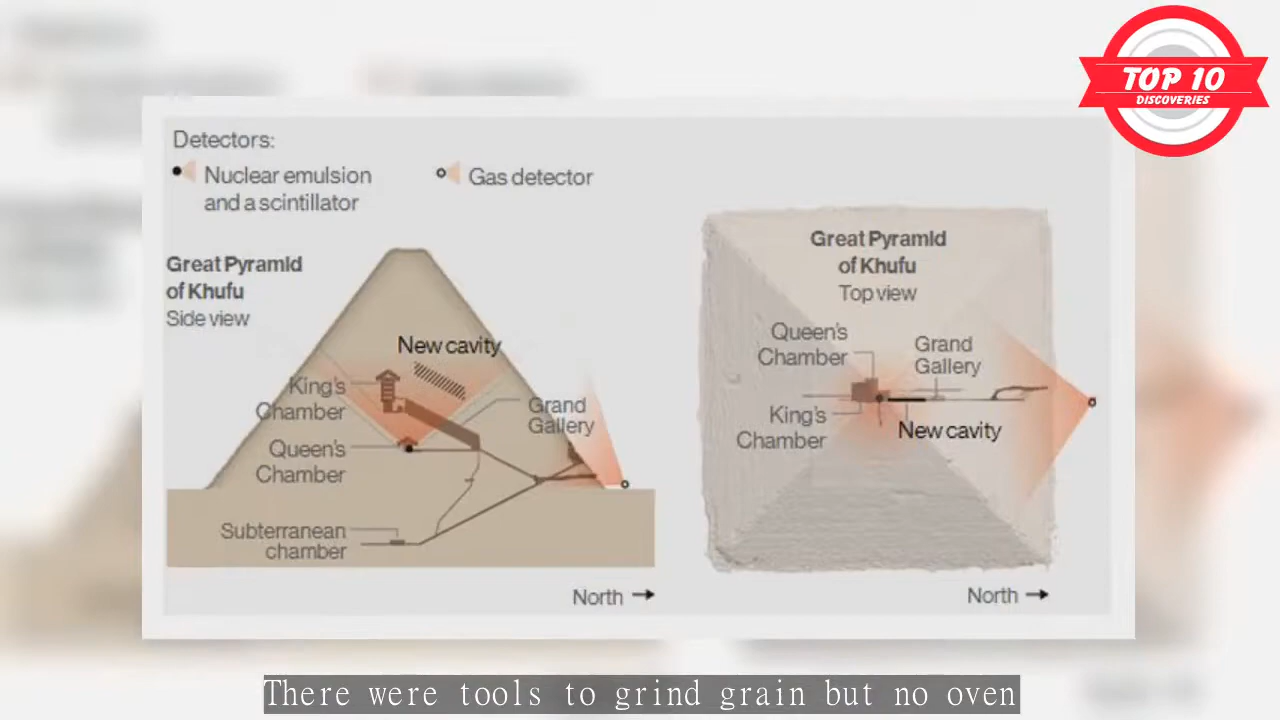 TOP 10
DISCOVERIES
Detectors:
Nuclear emulsion
and a scintillator
Gas detector
Great Pyramid
of Khufu
Side view
New cavity
King's
Chamber
Grand
Gallery
Queen's
Chamber
Subterranean
chamber
North
Great Pyramid
of Khufu
Top view
Queen's
Chamber
Grand
Gallery
King's
Chamber
New cavity
North
There were tools to grind grain but no oven